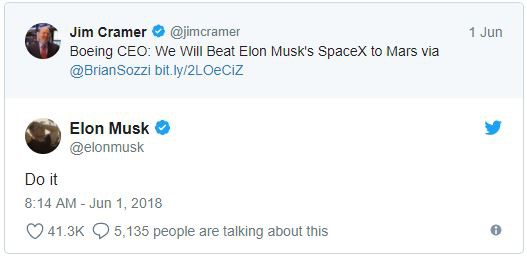 Jim Cramer @jimcramer 1 Jun
Boeing CEO: We Will Beat Elon Musk's SpaceX to Mars via
@BrianSozzi bit.ly/2LOeCiZ
Elon Musk
@elonmusk
Do it
8:14 AM - Jun 1, 2018
41.3K 5,135 people are talking about this